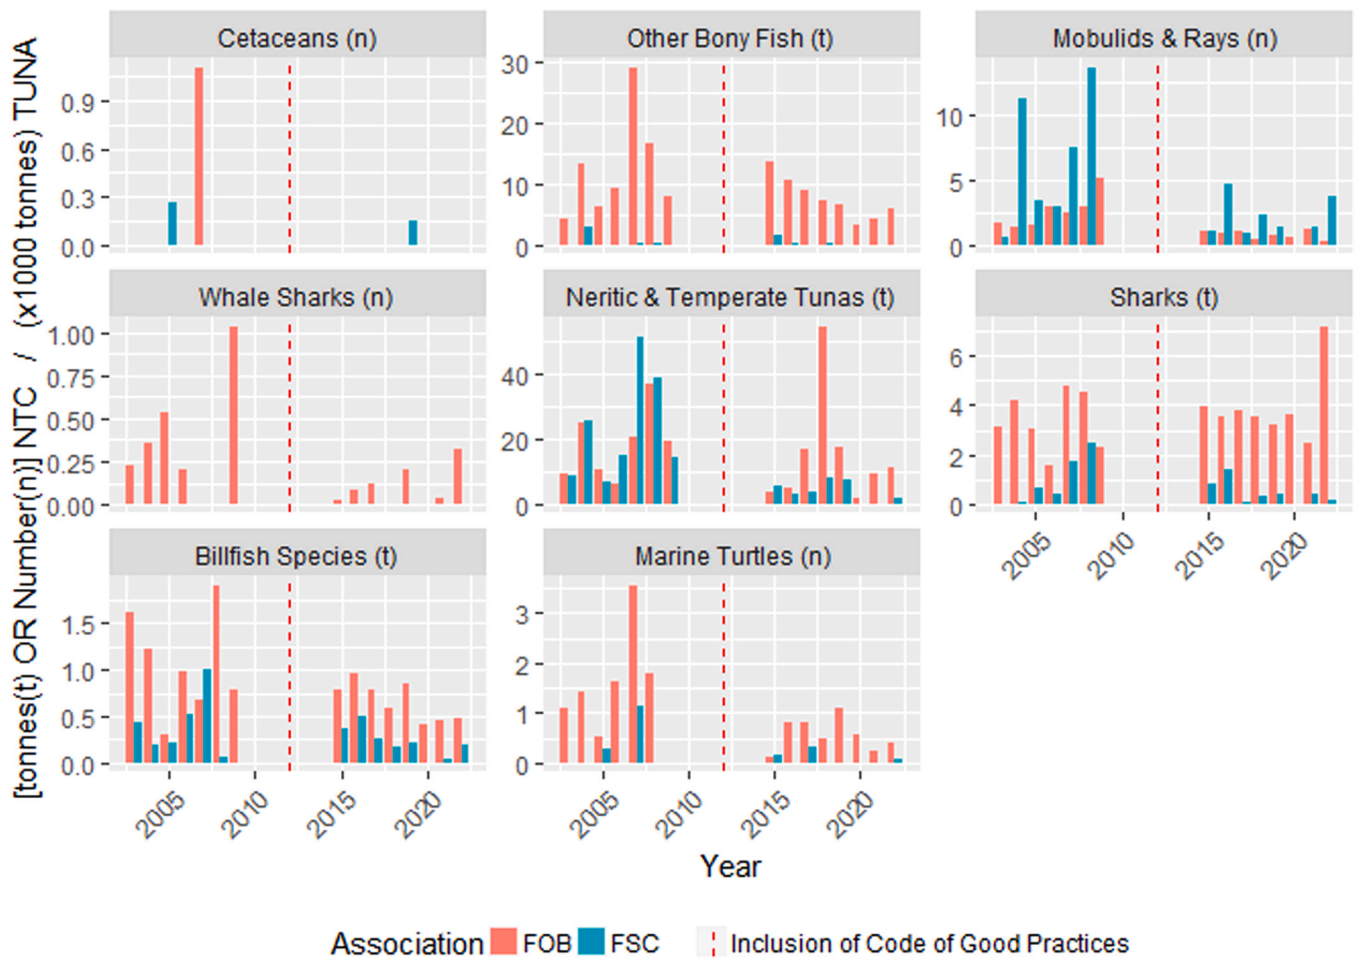 [tonnes(t) OR Number(n)] NTC / (x1000 tonnes) TUNA
Cetaceans (n)
0.9
0.6
0.3
0.0
Other Bony Fish (t)
30
20
10
0
Mobulids & Rays (n)
10
5
0
Whale Sharks (n)
1.00
0.75
0.50
0.25
0.00
Neritic & Temperate Tunas (t)
40
20
0
Sharks (t)
6
4
2
0
2005 2010 2015 2020
Billfish Species (t)
1.5
1.0
0.5
0.0
2005 2010 2015 2020
Marine Turtles (n)
3
2
1
0
2005 2010 2015 2020
Year
Association FOB FSC Inclusion of Code of Good Practices